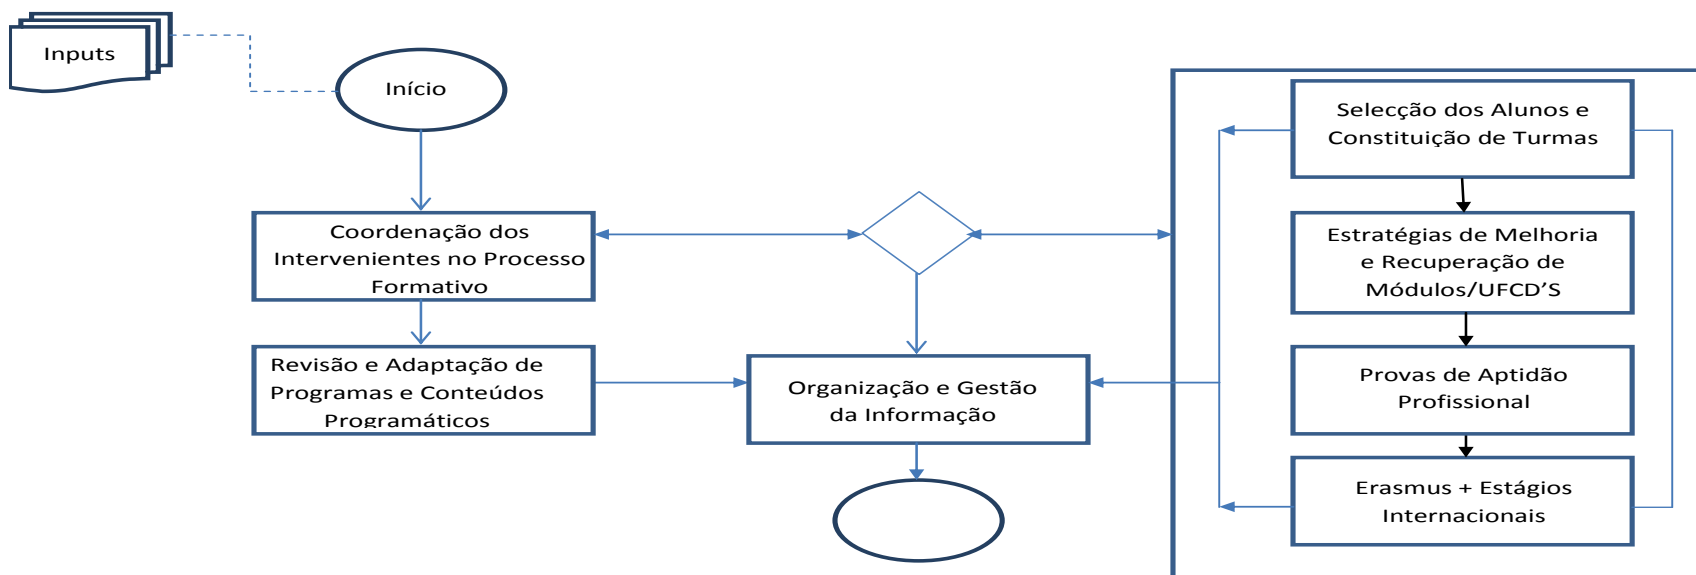 Inputs
Início
Selecção dos Alunos e
Constituição de Turmas
Coordenação dos
Intervenientes no Processo
Formativo
Estratégias de Melhoria
e Recuperação de
Módulos/UFCD’S
Revisão e Adaptação de
Programas e Conteúdos
Programáticos
Organização e Gestão
da Informação
Provas de Aptidão
Profissional
Erasmus + Estágios
Internacionais